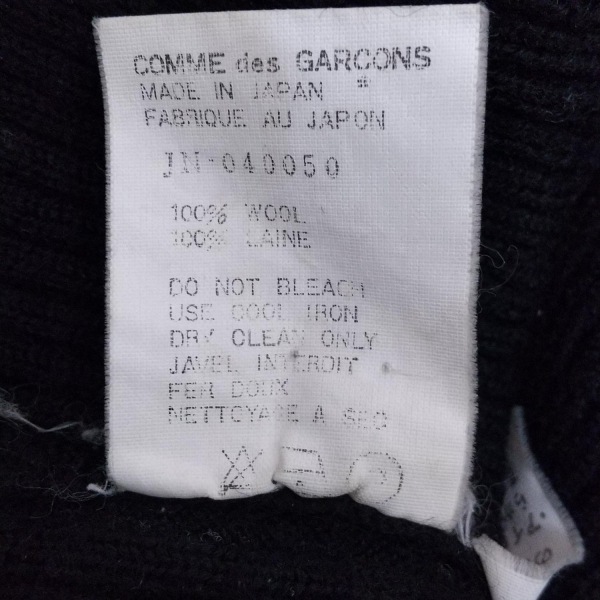 COMME des GARCONS
MADE IN JAPAN *
FABRIQUE AU JAPON
JN-040050
100% WOOL
100% LAINE
DO NOT BLEACH
USE COOL IRON
DRY CLEAN ONLY
JAVEL INTERDIT
FER DOUX
NETTOYAGE A SEC